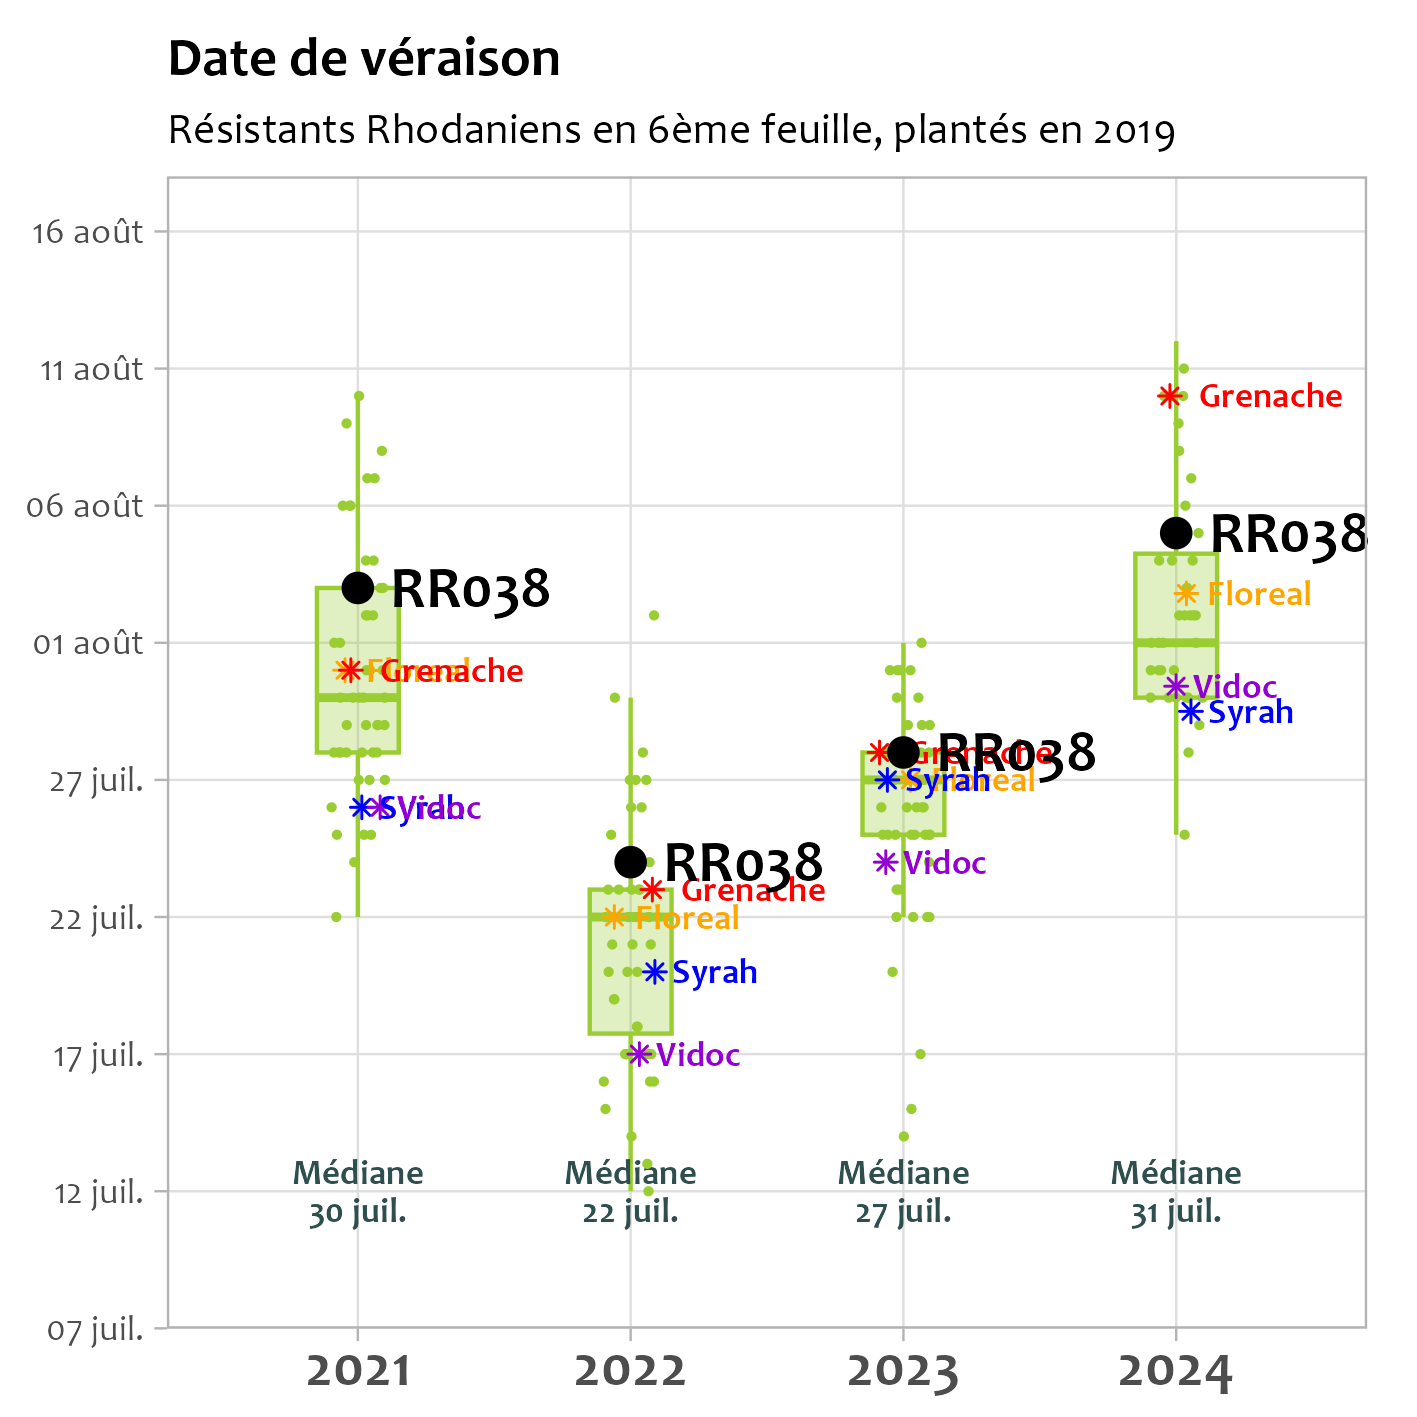 Date de véraison
Résistants Rhodaniens en 6ème feuille, plantés en 2019
16 août
11 août
Grenache
06 août
RR038
RR038
Floreal
01 août
Floreal
Grenache
Vidoc
Syrah
RR038
Grenache
27 juil.
Syrah
Floreal
Syrah
Vidoc
RR038
Vidoc
Grenache
22 juil.
Floreal
Syrah
17 juil.
Vidoc
Médiane
Médiane
Médiane
Médiane
12 juil.
30 juil.
22 juil.
27 juil.
31 juil.
07 juil.
2021
2022
2023
2024